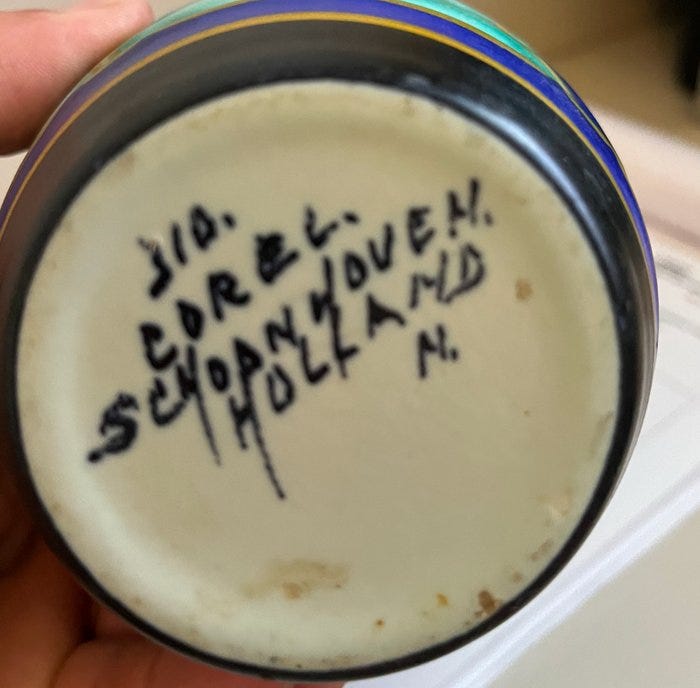 310.
COREL.
SCHOONHOVEN.
HOLLAND
N.